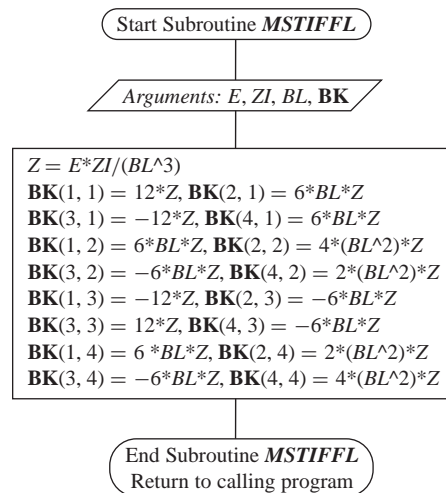 Start Subroutine MSTIFFL
Arguments: E, ZI, BL, BK
Z = E*ZI/(BL^3)
BK(1, 1) = 12*Z, BK(2, 1) = 6*BL*Z
BK(3, 1) = −12*Z, BK(4, 1) = 6*BL*Z
BK(1, 2) = 6*BL*Z, BK(2, 2) = 4*(BL^2)*Z
BK(3, 2) = −6*BL*Z, BK(4, 2) = 2*(BL^2)*Z
BK(1, 3) = −12*Z, BK(2, 3) = −6*BL*Z
BK(3, 3) = 12*Z, BK(4, 3) = −6*BL*Z
BK(1, 4) = 6 *BL*Z, BK(2, 4) = 2*(BL^2)*Z
BK(3, 4) = −6*BL*Z, BK(4, 4) = 4*(BL^2)*Z
End Subroutine MSTIFFL
Return to calling program